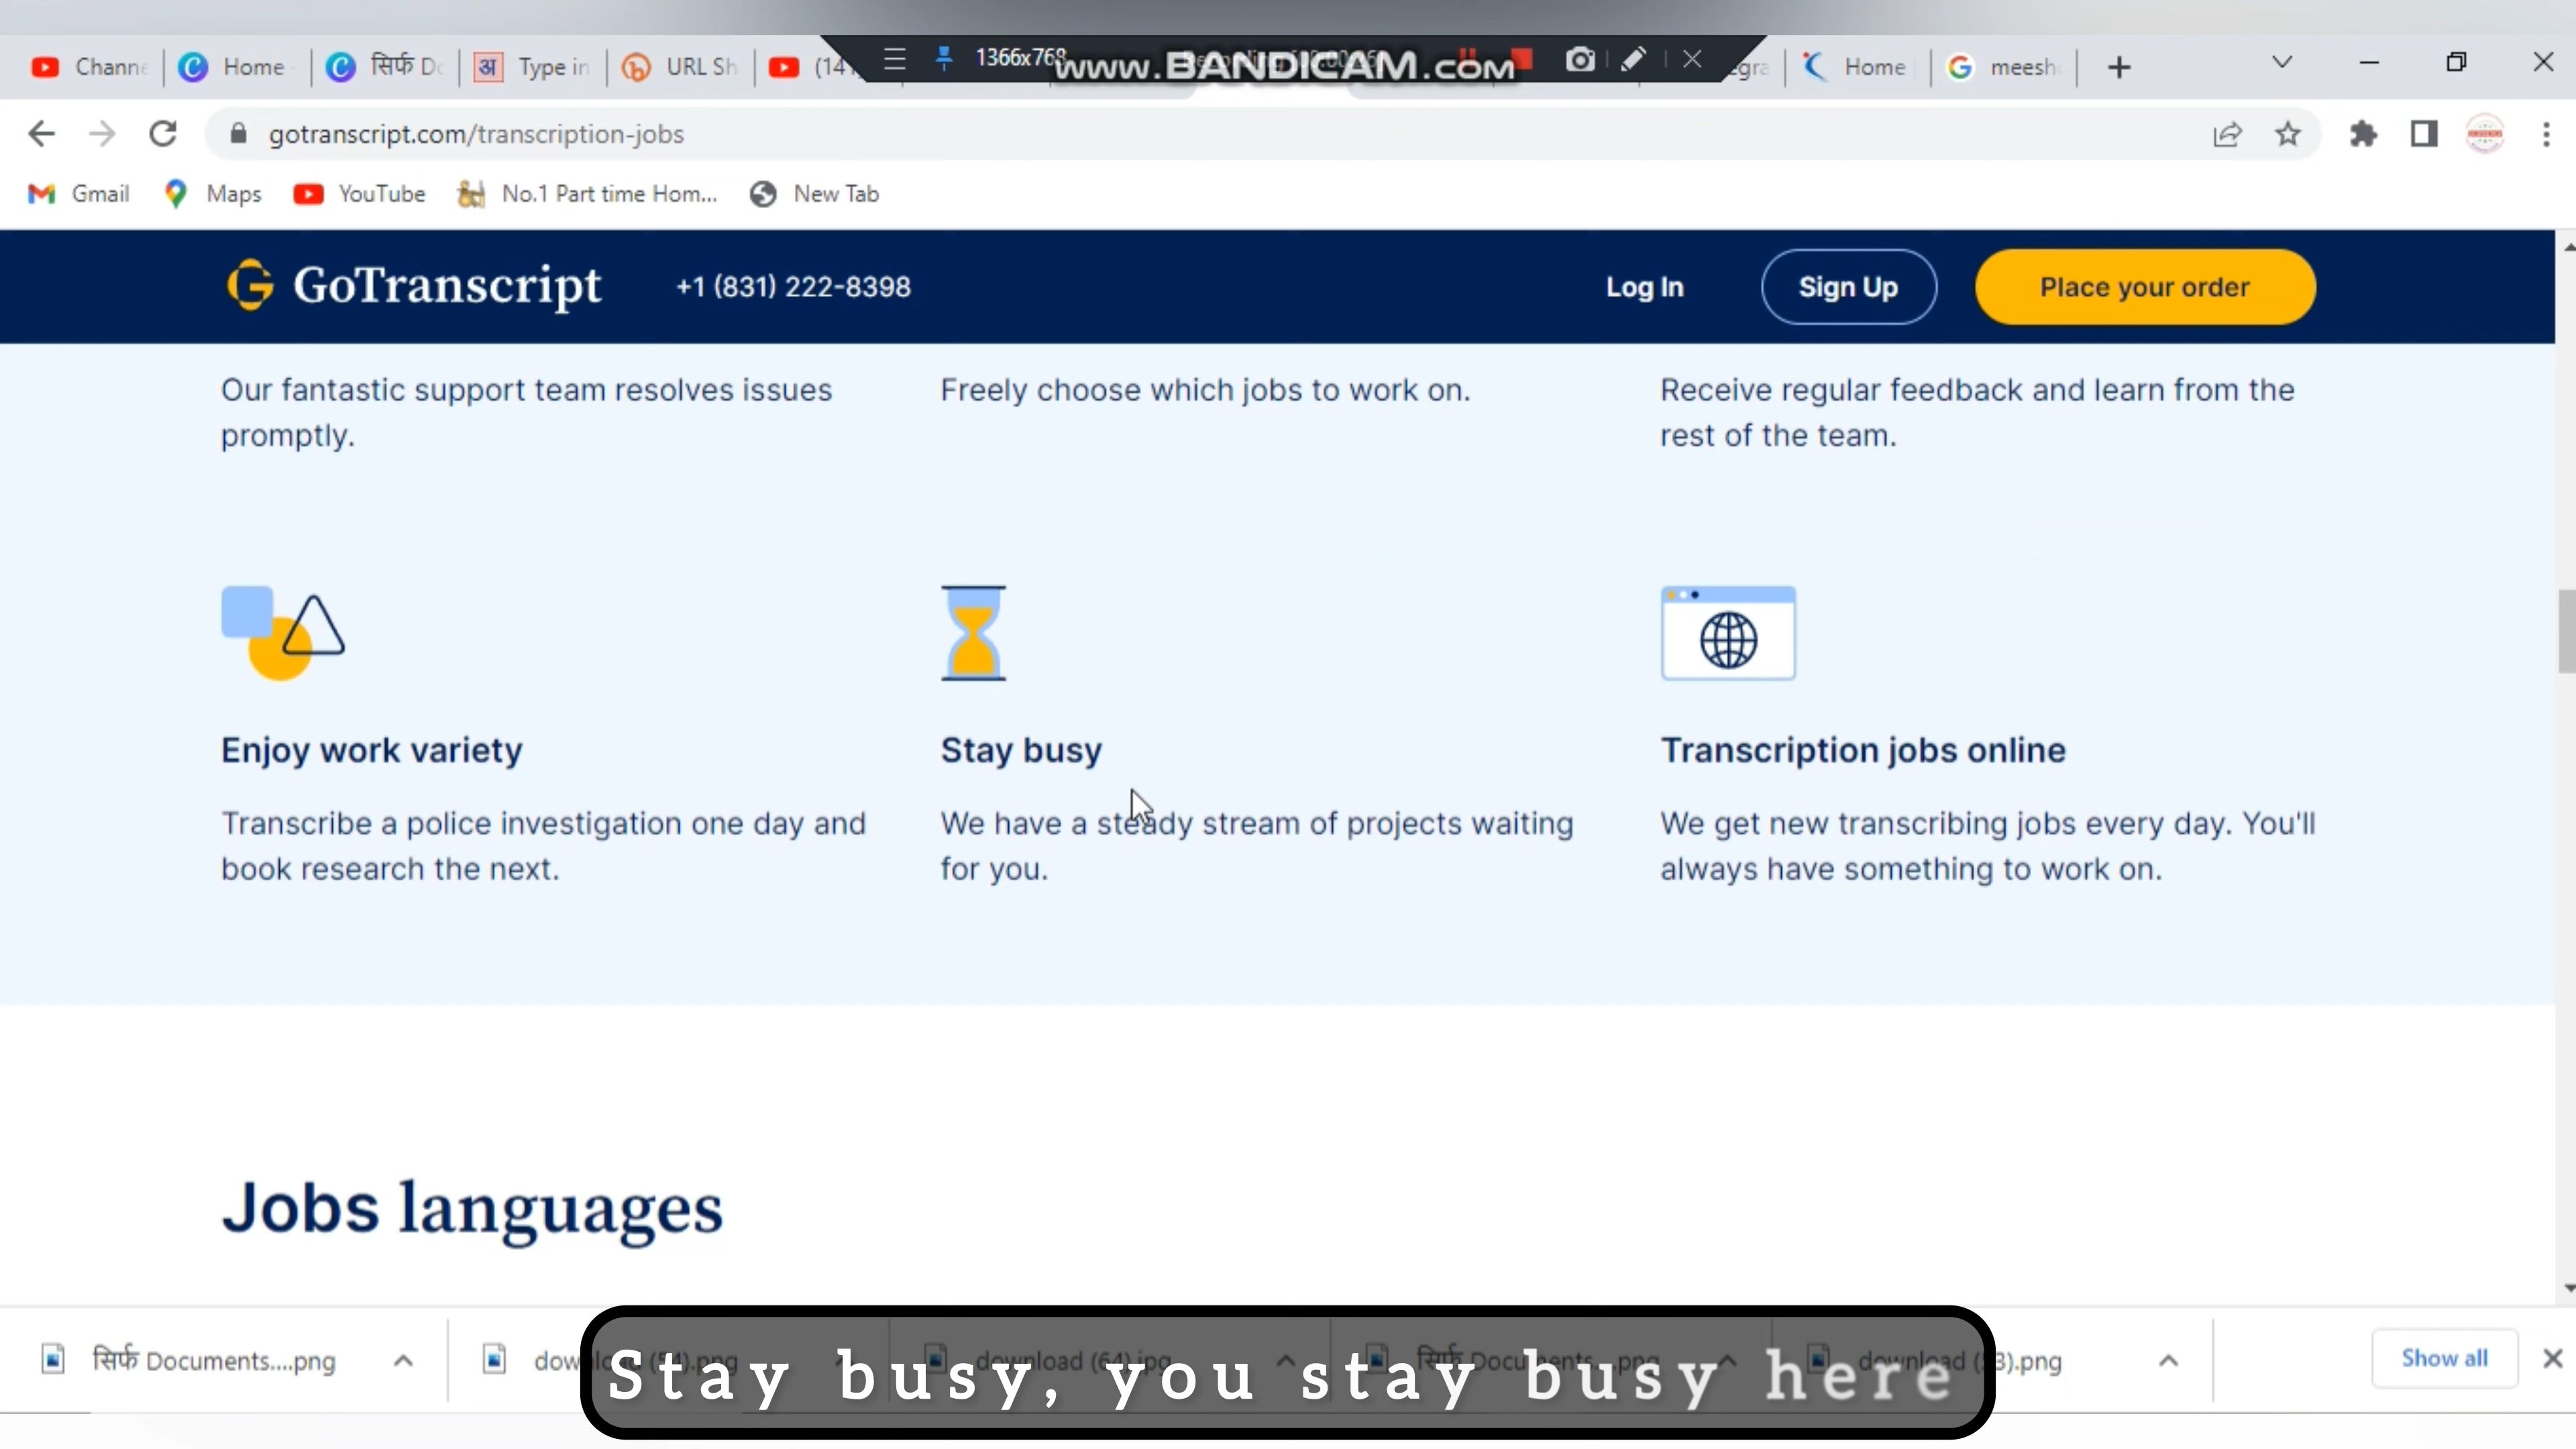 Channe
Home
सिर्फ Do
Type in
URL Sh
(141
1366x768
www.BANDICAM.com
egra
Home
meesh
gotranscript.com/transcription-jobs
Gmail
Maps
YouTube
No.1 Part time Hom...
New Tab
GoTranscript
+1 (831) 222-8398
Log In
Sign Up
Place your order
Our fantastic support team resolves issues
promptly.
Freely choose which jobs to work on.
Receive regular feedback and learn from the
rest of the team.
Enjoy work variety
Transcribe a police investigation one day and
book research the next.
Stay busy
We have a steady stream of projects waiting
for you.
Transcription jobs online
We get new transcribing jobs every day. You'll
always have something to work on.
Jobs languages
सिर्फ Documents....png
download (54).png
download (64).jpg
सिर्फ Documents....png
download (53).png
Show all
Stay busy, you stay busy here